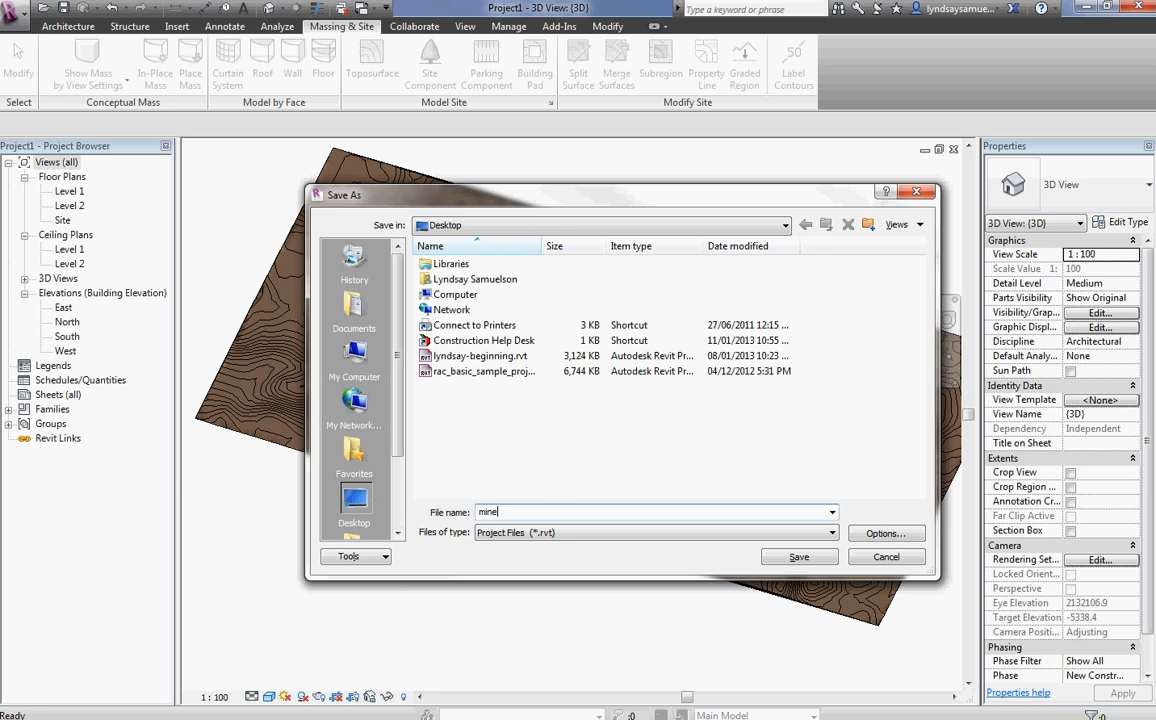 Project1 - 3D View: {3D}
Type a keyword or phrase
lyndsaysamue...
Architecture Structure Insert Annotate Analyze Massing & Site Collaborate View Manage Add-Ins Modify
Modify
Show Mass
by View Settings
In-Place
Mass
Place
Mass
Curtain
System
Roof
Wall
Floor
Toposurface
Site
Component
Parking
Component
Building
Pad
Split
Surface
Merge
Surfaces
Subregion
Property
Line
Graded
Region
50
Label
Contours
Select
Conceptual Mass
Model by Face
Model Site
Modify Site
Project1 - Project Browser
Views (all)
Floor Plans
Level 1
Level 2
Site
Ceiling Plans
Level 1
Level 2
3D Views
Elevations (Building Elevation)
East
North
South
West
Legends
Schedules/Quantities
Sheets (all)
Families
Groups
Revit Links
Save As
Save in: Desktop
Views
Name Size Item type Date modified
Libraries
Lyndsay Samuelson
Computer
Network
Connect to Printers 3 KB Shortcut 27/06/2011 12:15 ...
Construction Help Desk 1 KB Shortcut 11/01/2013 10:55 ...
lyndsay-beginning.rvt 3,124 KB Autodesk Revit Pr... 08/01/2013 10:23 ...
rac_basic_sample_proj... 6,744 KB Autodesk Revit Pr... 04/12/2012 5:31 PM
History
Documents
My Computer
My Network...
Favorites
Desktop
File name: mine
Files of type: Project Files (*.rvt)
Options...
Tools
Save
Cancel
Properties
3D View
3D View: {3D} Edit Type
Graphics
View Scale 1 : 100
Scale Value 1: 100
Detail Level Medium
Parts Visibility Show Original
Visibility/Grap... Edit...
Graphic Displ... Edit...
Discipline Architectural
Default Analy... None
Sun Path
Identity Data
View Template <None>
View Name {3D}
Dependency Independent
Title on Sheet
Extents
Crop View
Crop Region ...
Annotation Cr...
Far Clip Active
Section Box
Camera
Rendering Set... Edit...
Locked Orient...
Perspective
Eye Elevation 2132106.9
Target Elevation -5338.4
Camera Positi... Adjusting
Phasing
Phase Filter Show All
Phase New Constr...
Properties help
Apply
1 : 100
Ready
:0
Main Model
:0